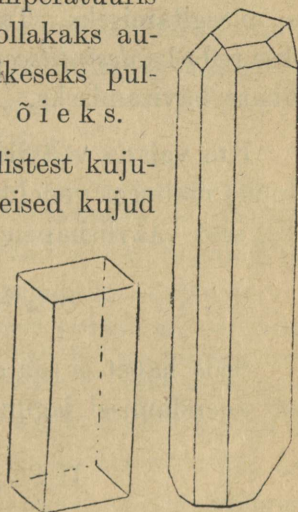 mperatuuris
ollakaks au-
keseks pul-
õieks.
listest kuju-
eised kujud